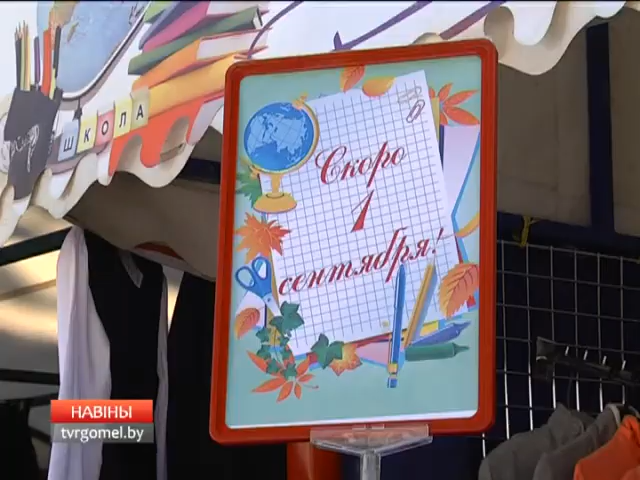 ШКОЛА
Скоро
1
сентября!
НАВІНЫ
tvrgomel.by